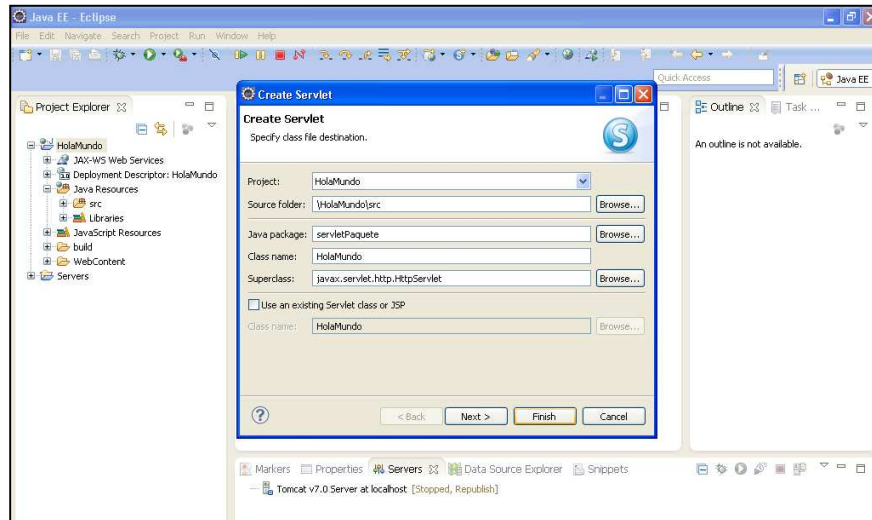 Java EE - Eclipse
File Edit Navigate Search Project Run Window Help
Quick Access
Java EE
Project Explorer
HolaMundo
JAX-WS Web Services
Deployment Descriptor: HolaMundo
Java Resources
src
Libraries
JavaScript Resources
build
WebContent
Servers
Create Servlet
Create Servlet
Specify class file destination.
S
Project: HolaMundo
Source folder: \HolaMundo\src Browse...
Java package: servletPaquete Browse...
Class name: HolaMundo
Superclass: javax.servlet.http.HttpServlet Browse...
Use an existing Servlet class or JSP
Class name: HolaMundo Browse...
? < Back Next > Finish Cancel
Outline Task ...
An outline is not available.
Markers Properties Servers Data Source Explorer Snippets
Tomcat v7.0 Server at localhost [Stopped, Republish]